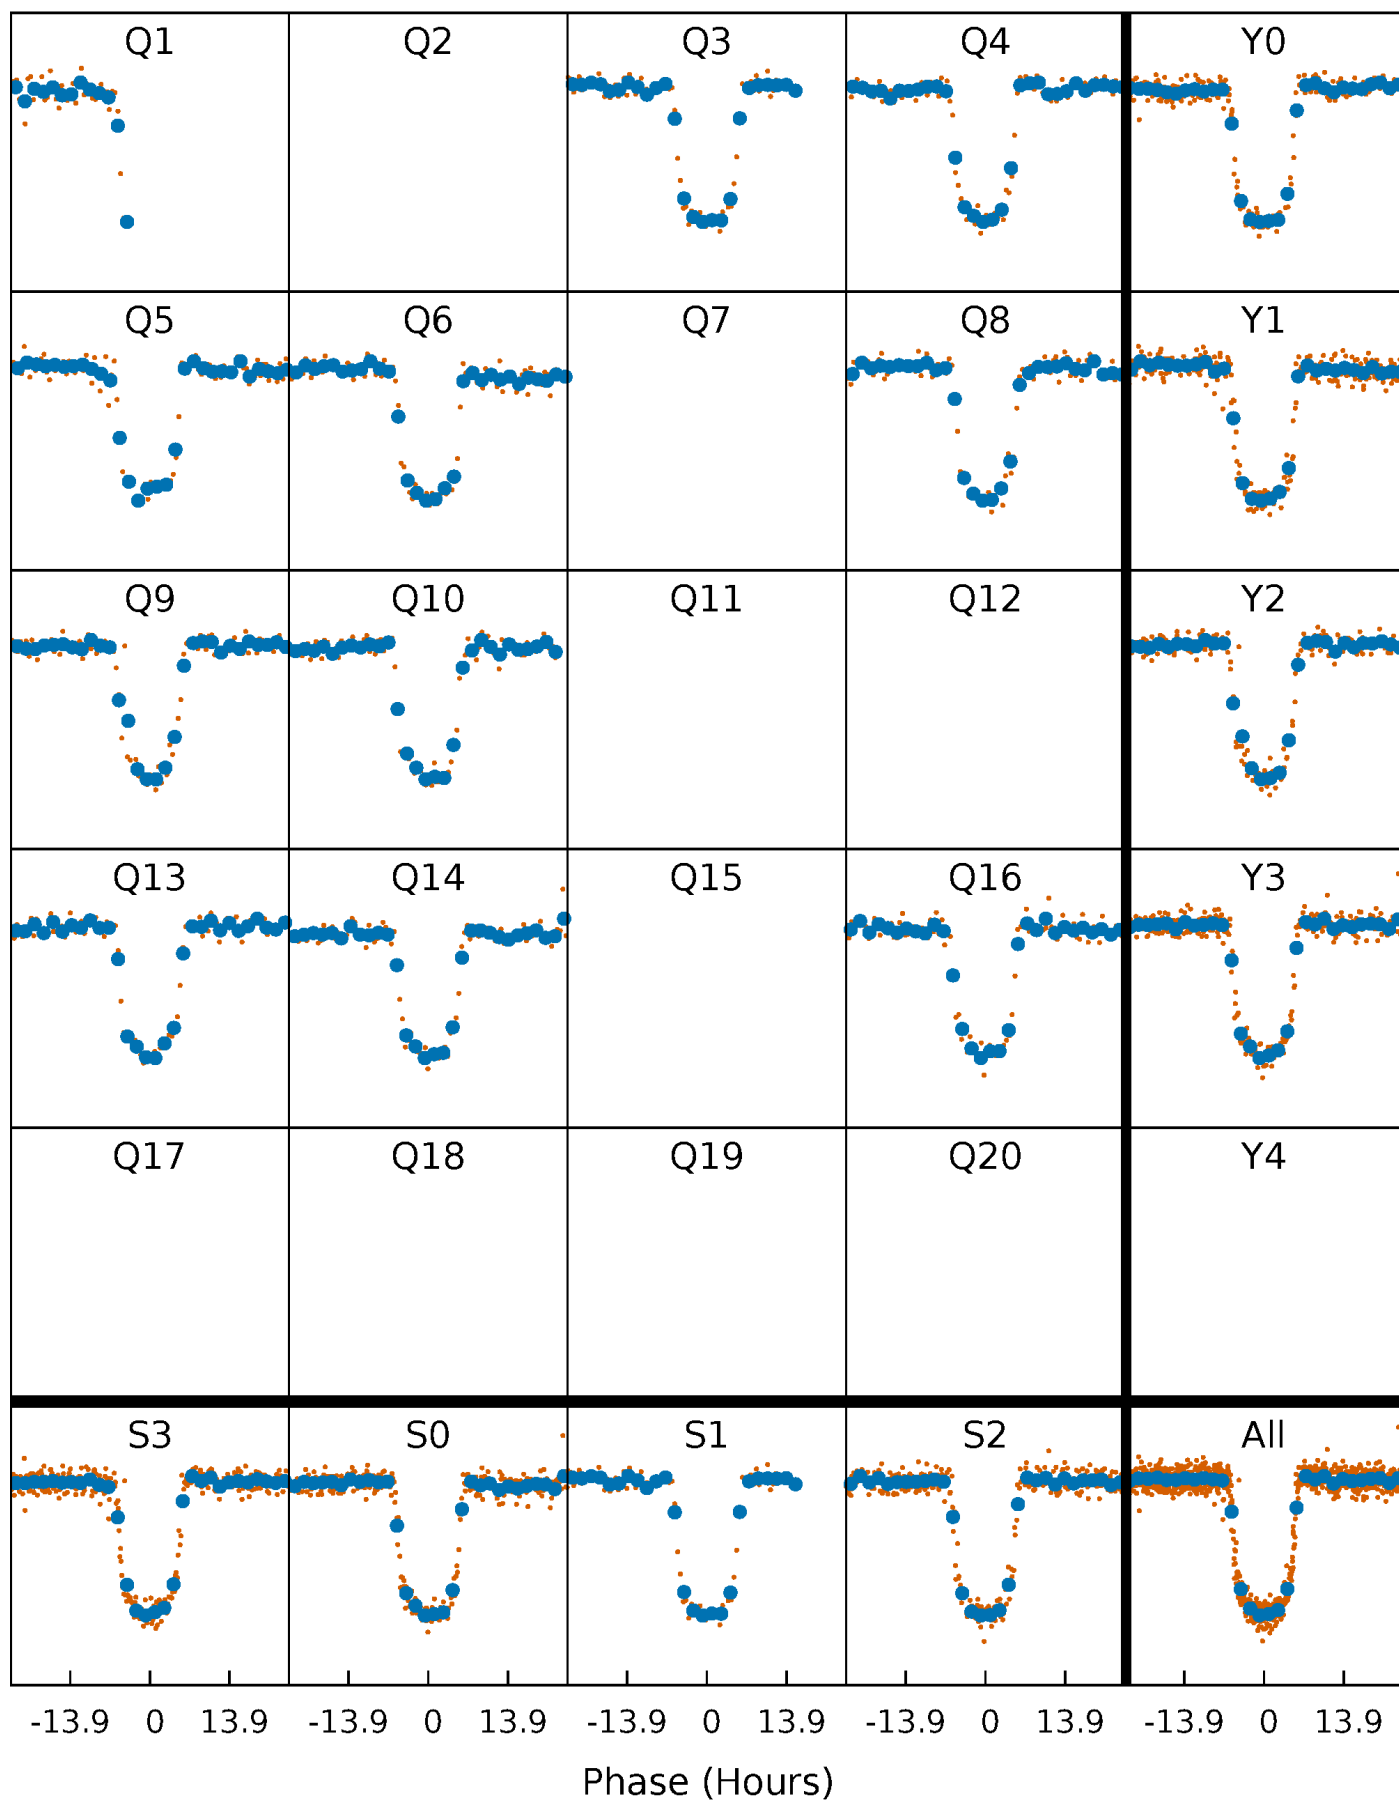 Q1 Q2 Q3 Q4 Y0
Q5 Q6 Q7 Q8 Y1
Q9 Q10 Q11 Q12 Y2
Q13 Q14 Q15 Q16 Y3
Q17 Q18 Q19 Q20 Y4
S3 S0 S1 S2 All
-13.9 0 13.9 -13.9 0 13.9 -13.9 0 13.9 -13.9 0 13.9 -13.9 0 13.9
Phase (Hours)